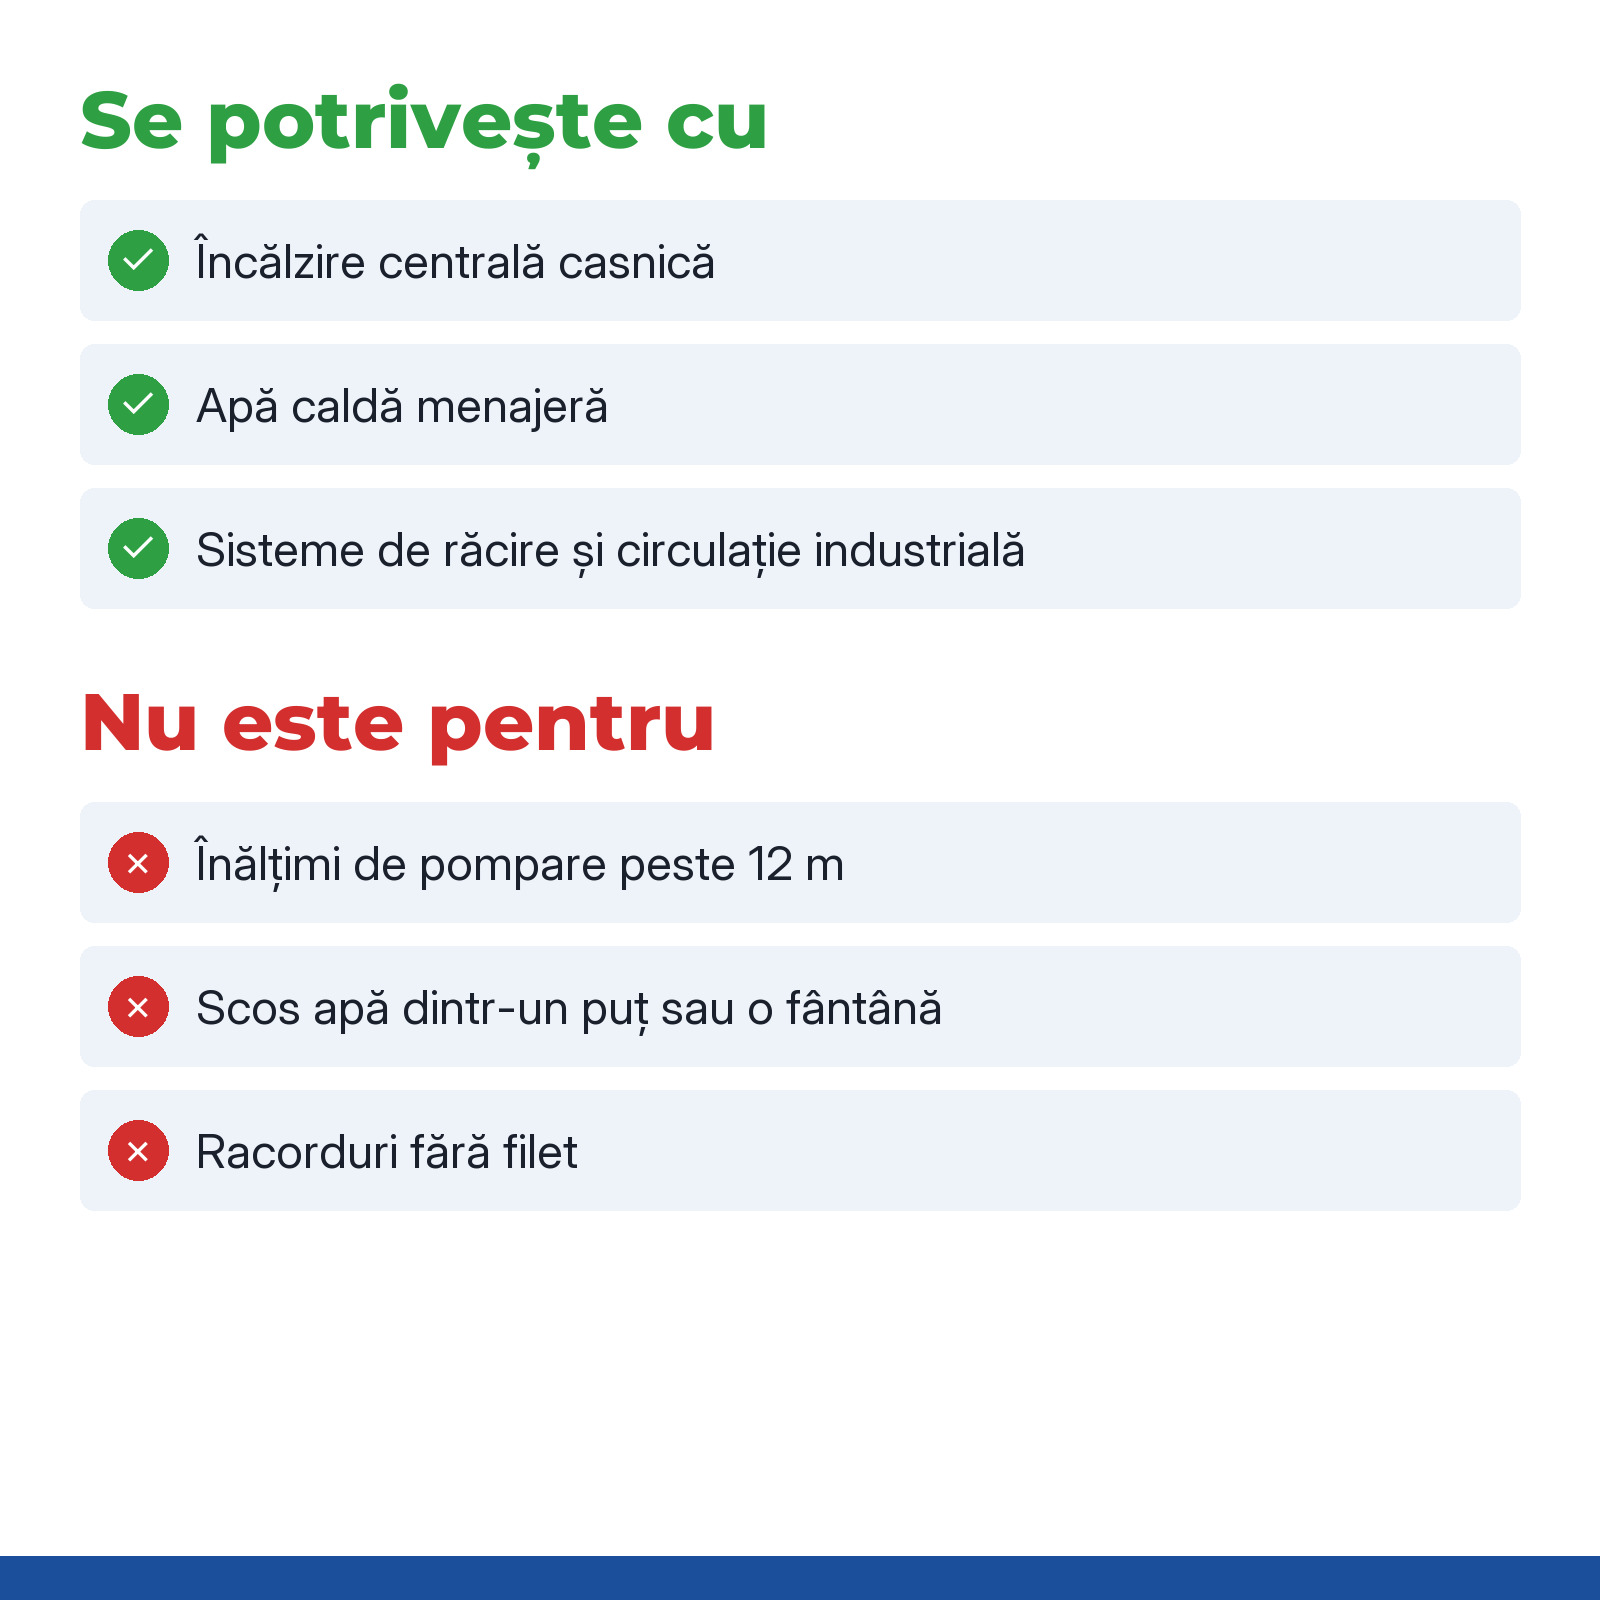 Se potrivește cu
Încălzire centrală casnică
Apă caldă menajeră
Sisteme de răcire și circulație industrială
Nu este pentru
Înălțimi de pompare peste 12 m
Scos apă dintr-un puț sau o fântână
Racorduri fără filet